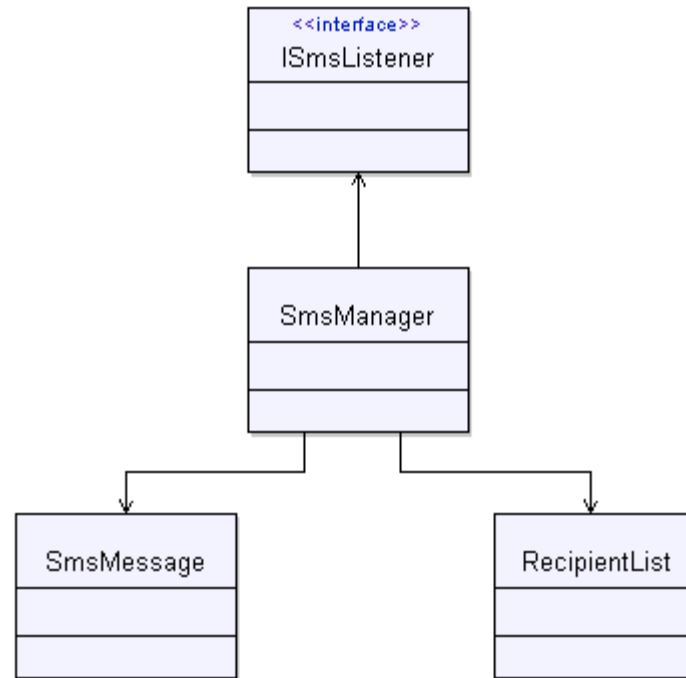 <<interface>>
ISmsListener
SmsManager
SmsMessage
RecipientList